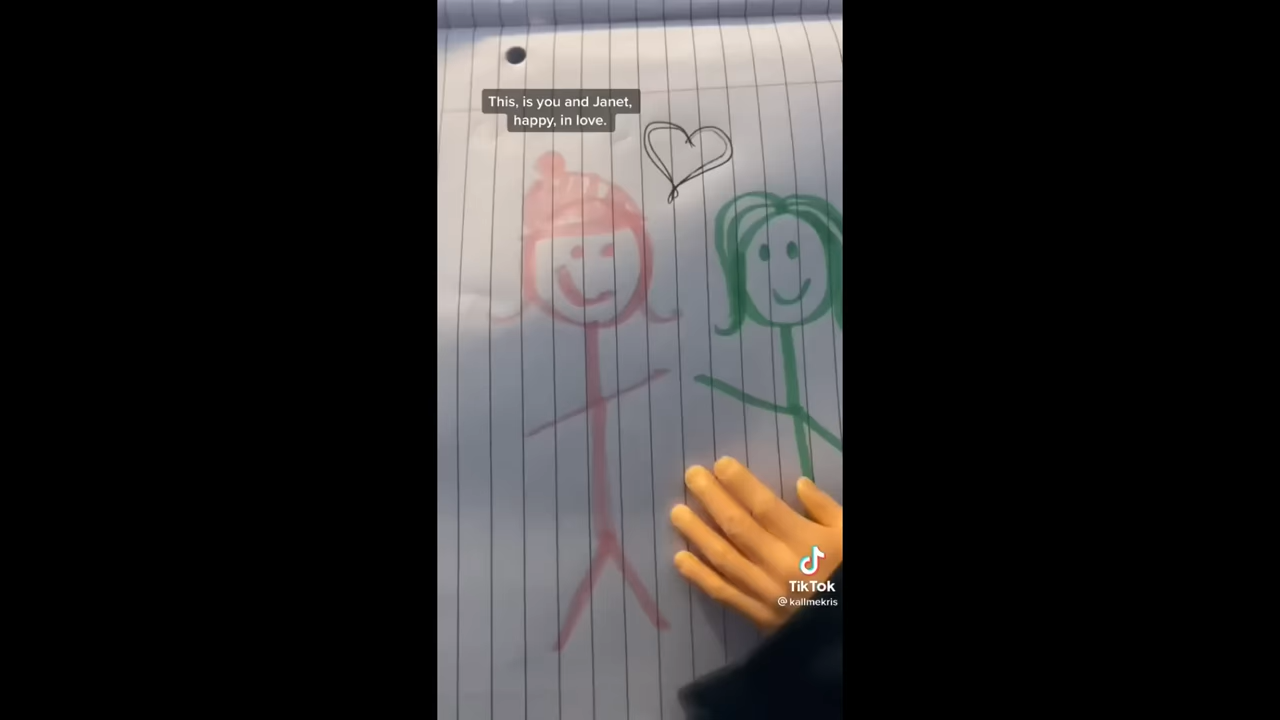 This, is you and Janet,
happy, in love.
TikTok
@kallmekris